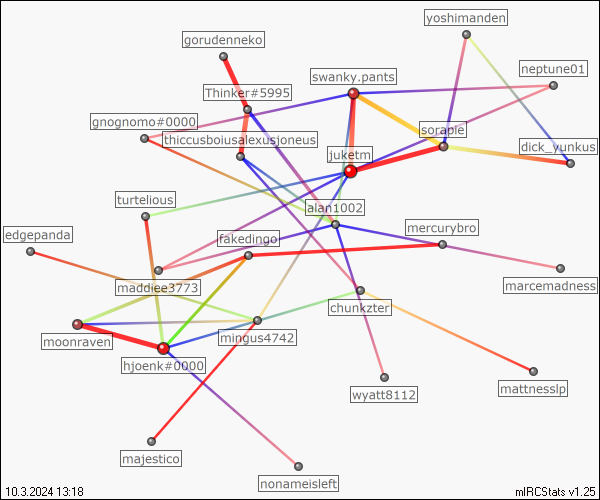 yoshimanden
gorudenneko
neptune01
swanky.pants
Thinker#5995
gnognomo#0000
sorapie
thiccusboiusalexusjoneus
dick_yunkus
juketm
turtelious
alan1002
mercurybro
edgepanda
fakedingo
maddiee3773
marcemadness
chunkzter
mingus4742
moonraven
hjoenk#0000
mattnesslp
wyatt8112
majestico
nonameisleft
10.3.2024 13:18
mIRCStats v1.25